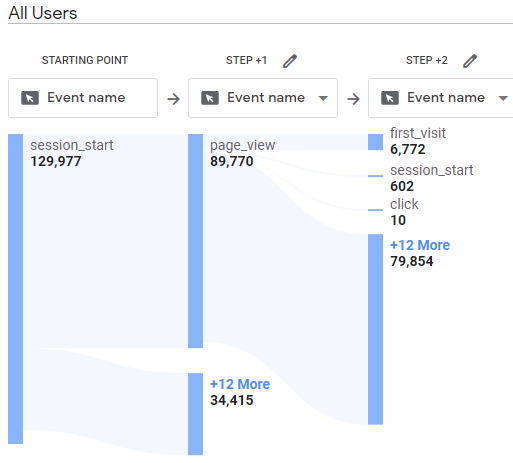 All Users
STARTING POINT
STEP +1
STEP +2
Event name
Event name
Event name
session_start
129,977
page_view
89,770
+12 More
34,415
first_visit
6,772
session_start
602
click
10
+12 More
79,854